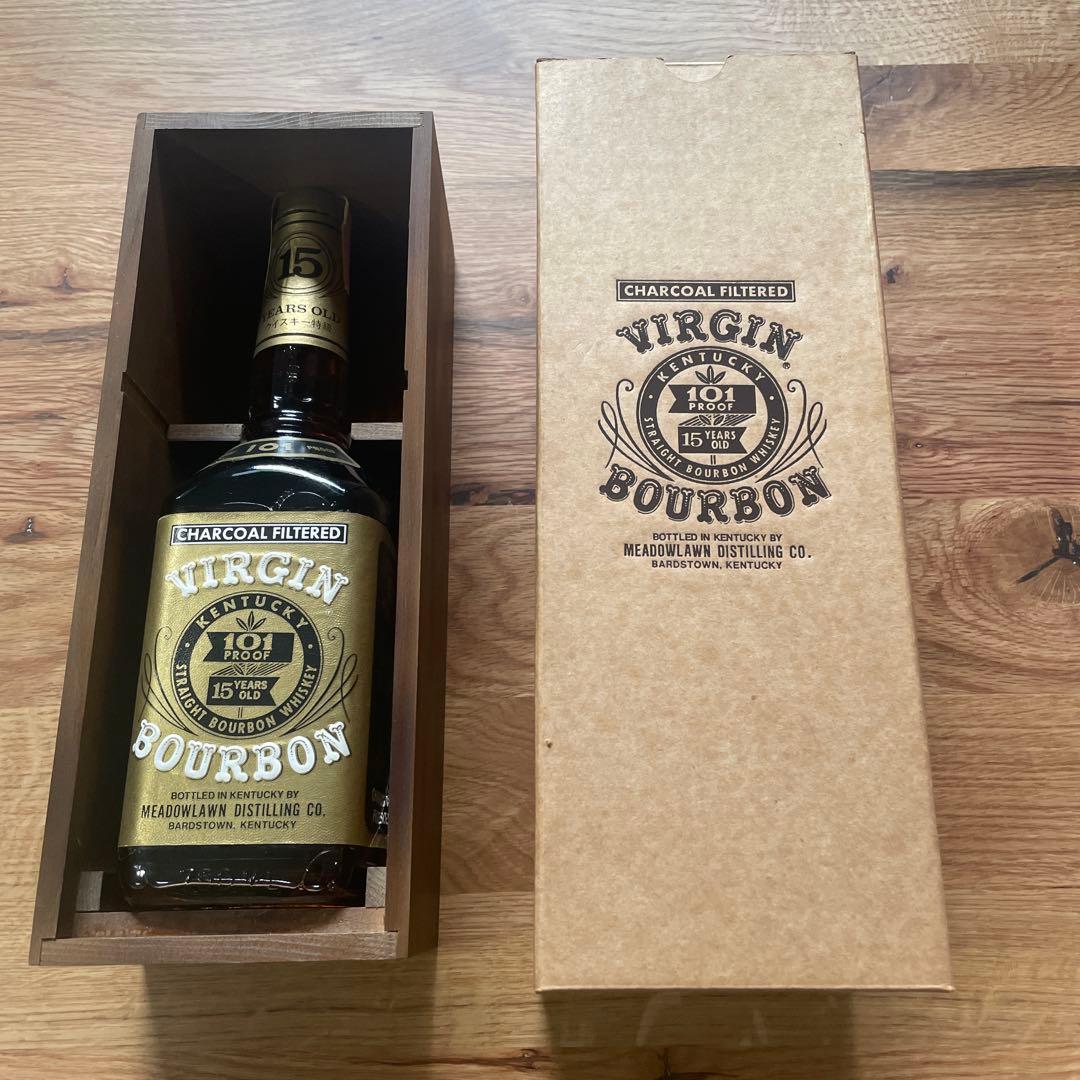 15
YEARS OLD
ウイスキー特級
101 PROOF
CHARCOAL FILTERED
VIRGIN
KENTUCKY
101
PROOF
15 YEARS
OLD
STRAIGHT BOURBON WHISKEY
BOURBON
BOTTLED IN KENTUCKY BY
MEADOWLAWN DISTILLING CO.
BARDSTOWN, KENTUCKY
CHARCOAL FILTERED
VIRGIN®
KENTUCKY
101
PROOF
15 YEARS
OLD
STRAIGHT BOURBON WHISKEY
BOURBON
BOTTLED IN KENTUCKY BY
MEADOWLAWN DISTILLING CO.
BARDSTOWN, KENTUCKY